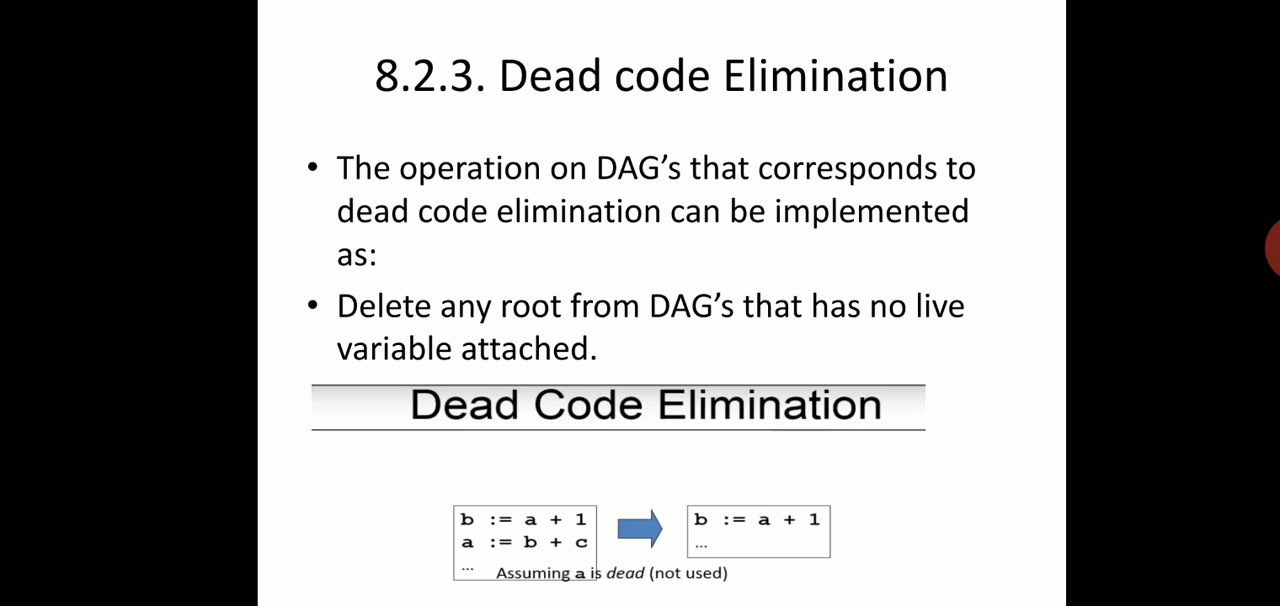 8.2.3. Dead code Elimination
• The operation on DAG's that corresponds to
dead code elimination can be implemented
as:
• Delete any root from DAG's that has no live
variable attached.
Dead Code Elimination
b := a + 1
a := b + c
...
b := a + 1
...
Assuming a is dead (not used)